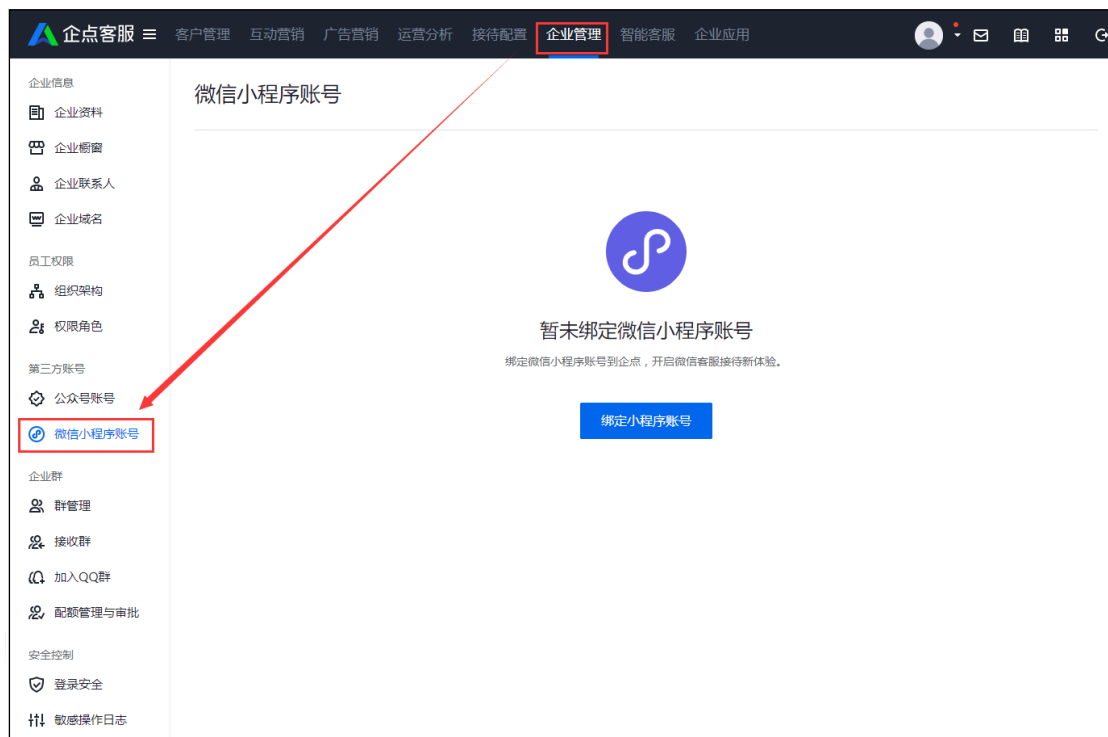 企点客服 客户管理 互动营销 广告营销 运营分析 接待配置 企业管理 智能客服 企业应用
企业信息
企业资料
企业橱窗
企业联系人
企业域名
员工权限
组织架构
权限角色
第三方账号
公众号账号
微信小程序账号
企业群
群管理
接收群
加入QQ群
配额管理与审批
安全控制
登录安全
敏感操作日志
微信小程序账号
暂未绑定微信小程序账号
绑定微信小程序账号到企点，开启微信客服接待新体验。
绑定小程序账号